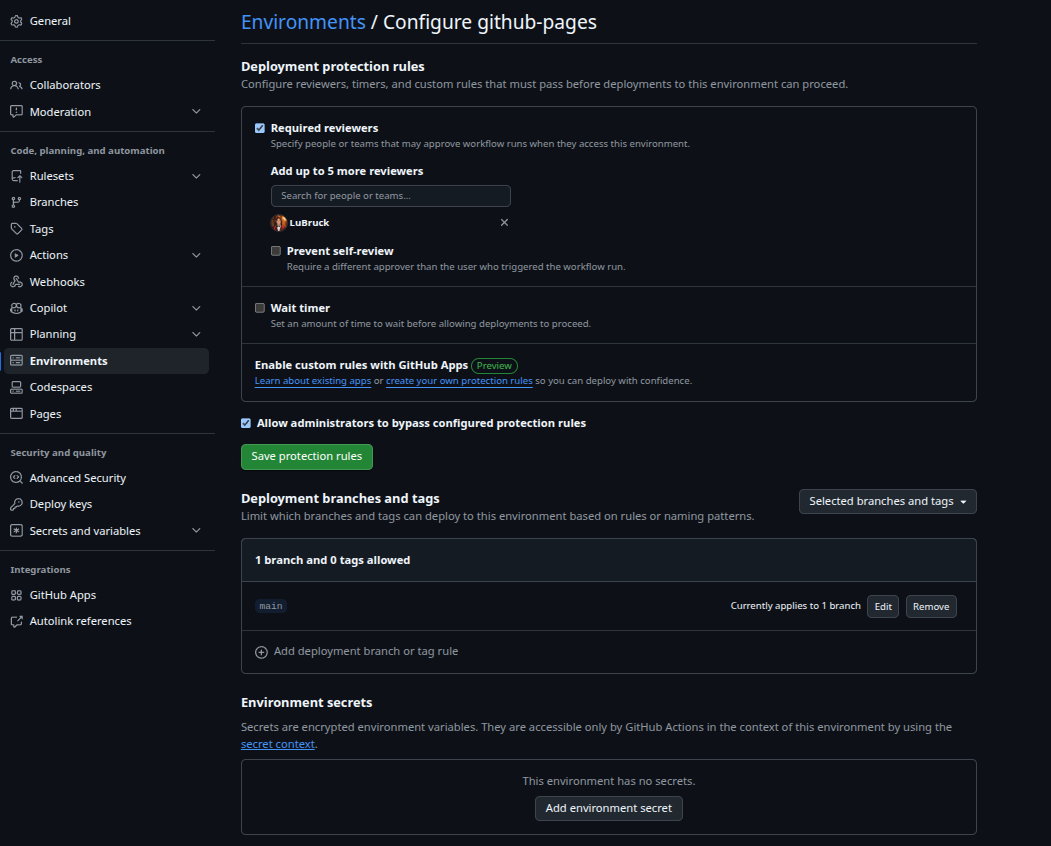 General
Access
Collaborators
Moderation
Code, planning, and automation
Rulesets
Branches
Tags
Actions
Webhooks
Copilot
Planning
Environments
Codespaces
Pages
Security and quality
Advanced Security
Deploy keys
Secrets and variables
Integrations
GitHub Apps
Autolink references
Environments / Configure github-pages
Deployment protection rules
Configure reviewers, timers, and custom rules that must pass before deployments to this environment can proceed.
Required reviewers
Specify people or teams that may approve workflow runs when they access this environment.
Add up to 5 more reviewers
Search for people or teams...
LuBruck
Prevent self-review
Require a different approver than the user who triggered the workflow run.
Wait timer
Set an amount of time to wait before allowing deployments to proceed.
Enable custom rules with GitHub Apps Preview
Learn about existing apps or create your own protection rules so you can deploy with confidence.
Allow administrators to bypass configured protection rules
Save protection rules
Deployment branches and tags
Selected branches and tags
Limit which branches and tags can deploy to this environment based on rules or naming patterns.
1 branch and 0 tags allowed
main
Currently applies to 1 branch
Edit
Remove
Add deployment branch or tag rule
Environment secrets
Secrets are encrypted environment variables. They are accessible only by GitHub Actions in the context of this environment by using the
secret context.
This environment has no secrets.
Add environment secret